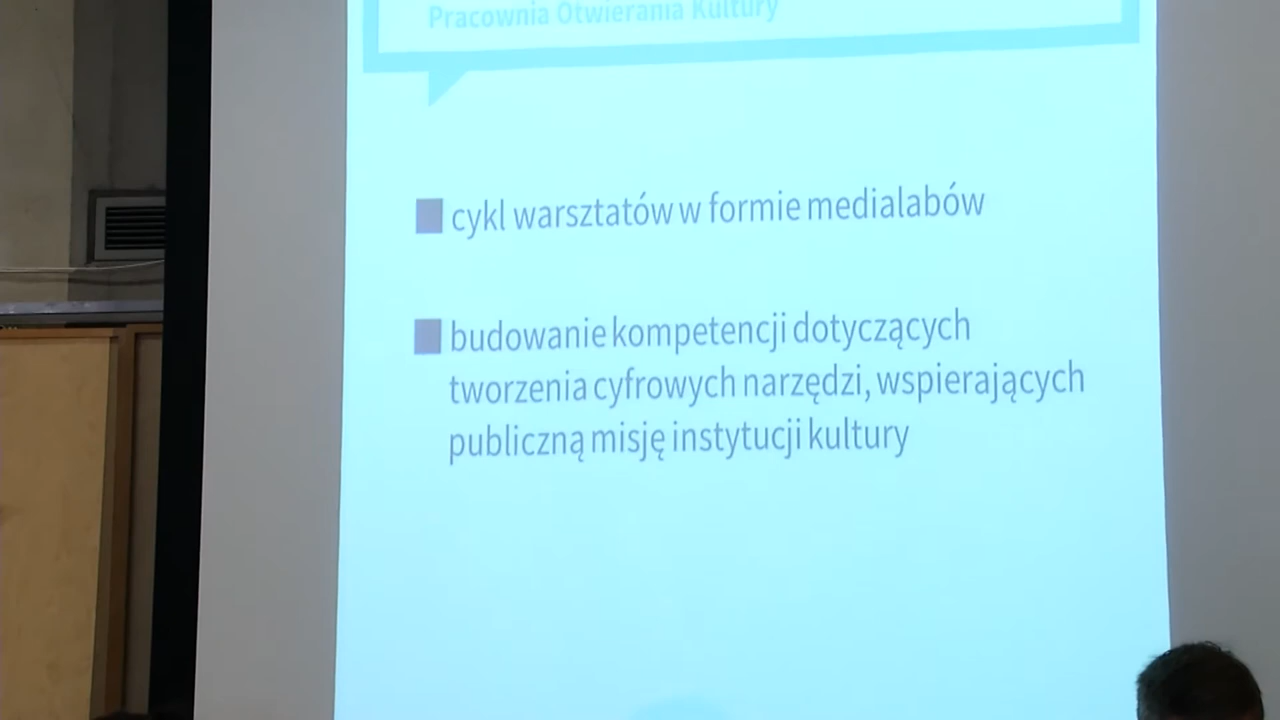 Pracownia Otwierania Kultury
cykl warsztatów w formie medialabów
budowanie kompetencji dotyczących
tworzenia cyfrowych narzędzi, wspierających
publiczną misję instytucji kultury